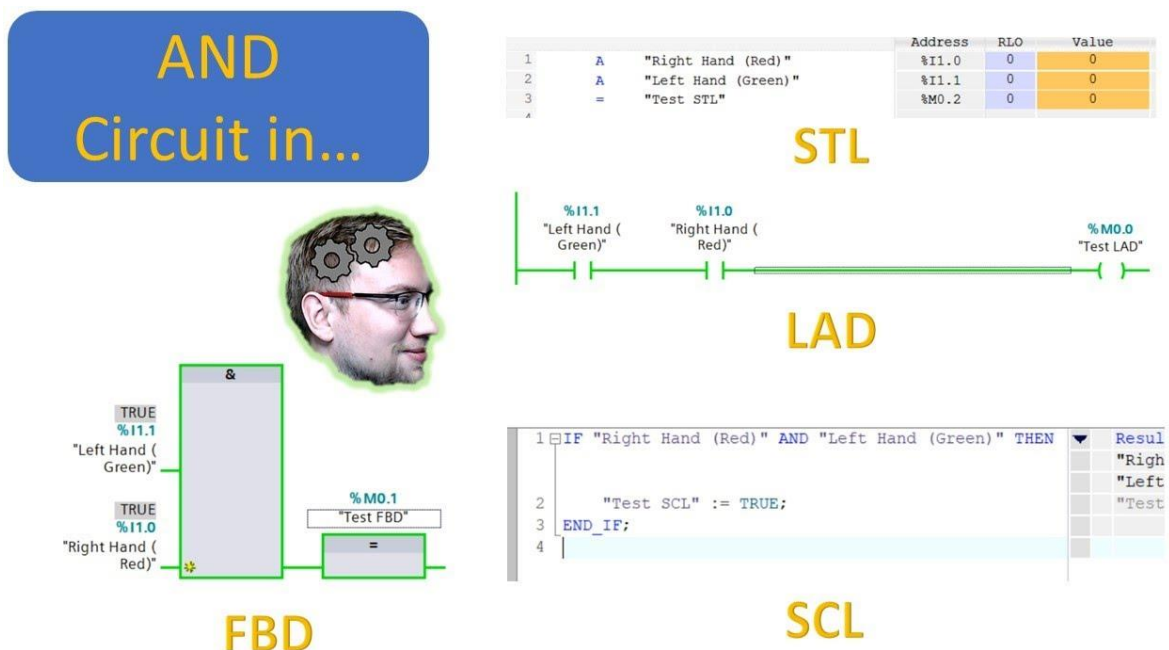 AND
Circuit in...
Address RLO Value
1 A "Right Hand (Red)" %I1.0 0 0
2 A "Left Hand (Green)" %I1.1 0 0
3 = "Test STL" %M0.2 0 0
STL
%I1.1 %I1.0
"Left Hand ( "Right Hand ( %M0.0
Green)" Red)" "Test LAD"
LAD
&
TRUE
%I1.1
"Left Hand (
Green)"
TRUE
%I1.0
"Right Hand (
Red)"
%M0.1
"Test FBD"
=
FBD
1 IF "Right Hand (Red)" AND "Left Hand (Green)" THEN Resul
"Righ
"Left
2 "Test SCL" := TRUE; "Test
3 END_IF;
4
SCL